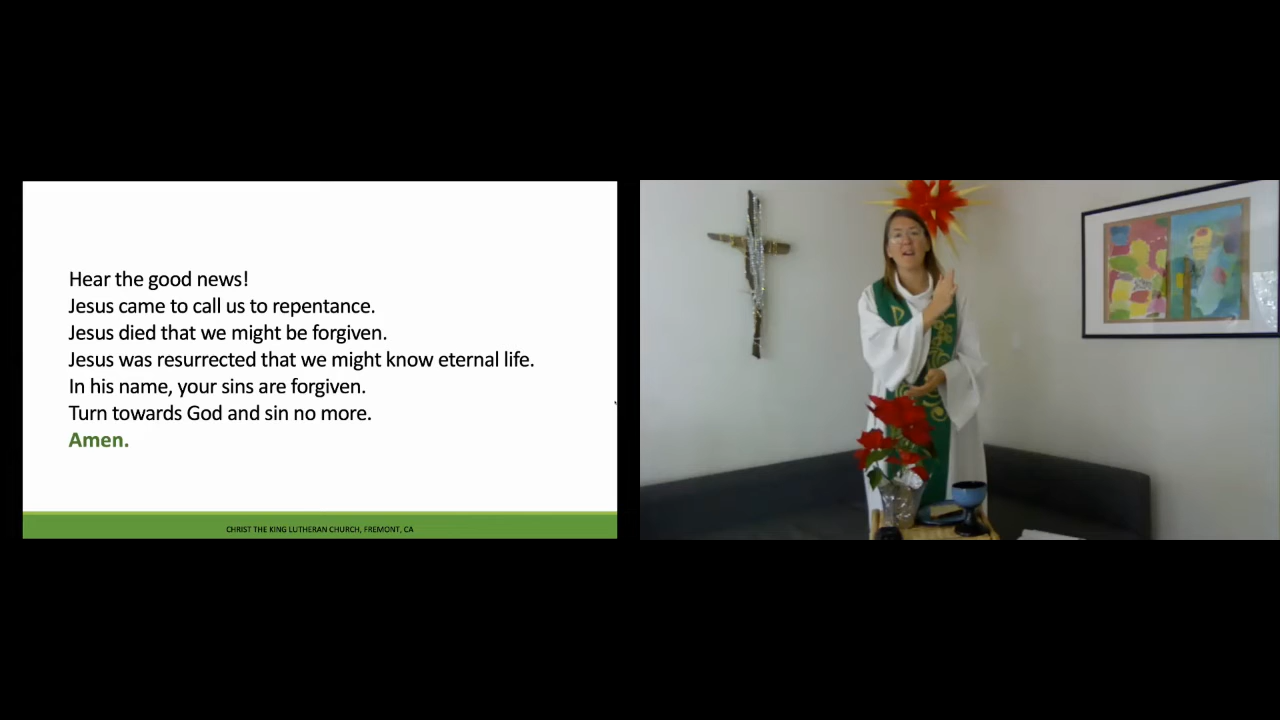 Hear the good news!
Jesus came to call us to repentance.
Jesus died that we might be forgiven.
Jesus was resurrected that we might know eternal life.
In his name, your sins are forgiven.
Turn towards God and sin no more.
Amen.
CHRIST THE KING LUTHERAN CHURCH, FREMONT, CA